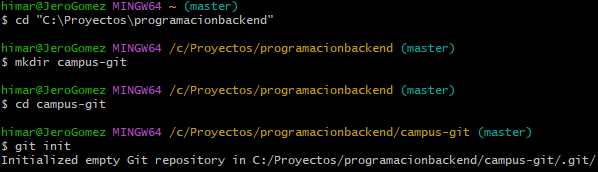 himar@JeroGomez MINGW64 ~ (master)
$ cd "C:\Proyectos\programacionbackend"
himar@JeroGomez MINGW64 /c/Proyectos/programacionbackend (master)
$ mkdir campus-git
himar@JeroGomez MINGW64 /c/Proyectos/programacionbackend (master)
$ cd campus-git
himar@JeroGomez MINGW64 /c/Proyectos/programacionbackend/campus-git (master)
$ git init
Initialized empty Git repository in C:/Proyectos/programacionbackend/campus-git/.git/